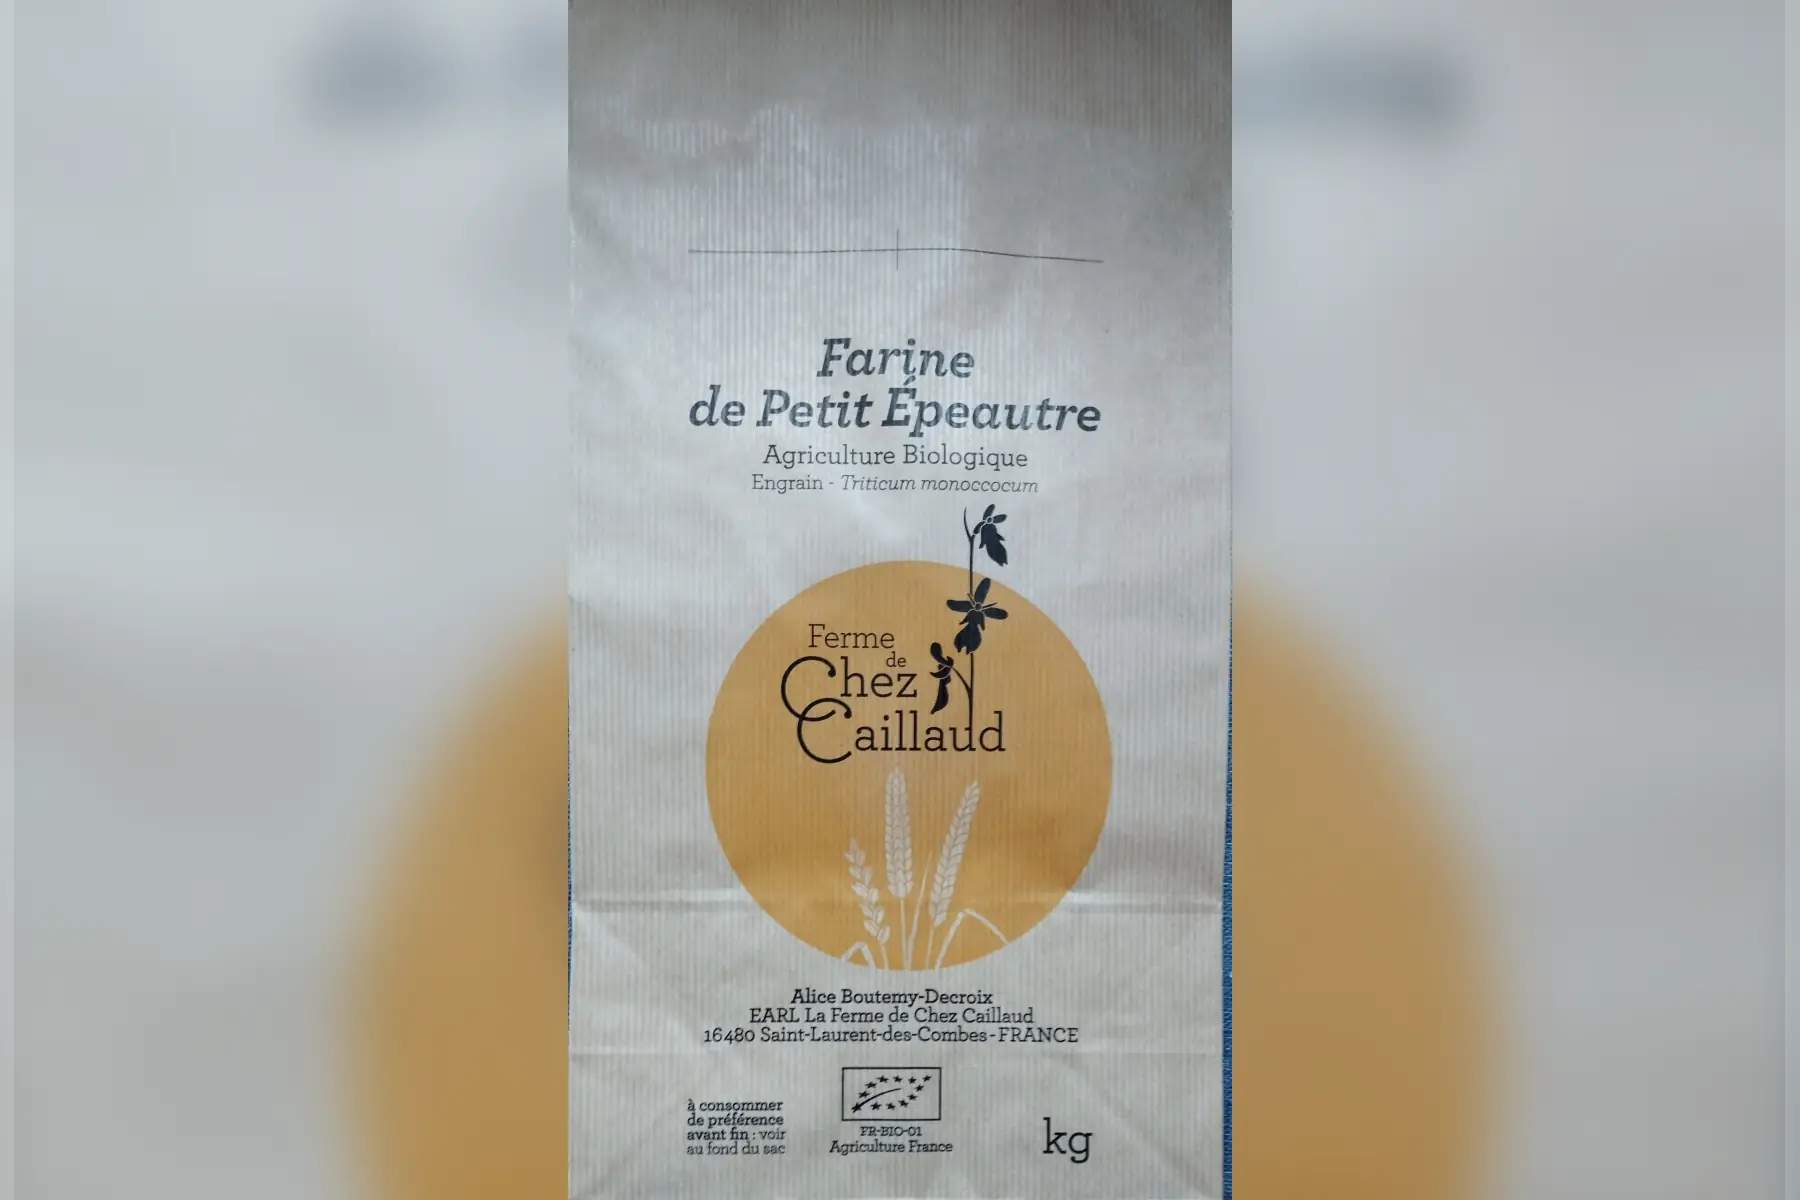 Farine
de Petit Épeautre
Agriculture Biologique
Engrain - Triticum monoccocum
Ferme
de
Chez
Caillaud
Alice Boutemy-Decroix
EARL La Ferme de Chez Caillaud
16480 Saint-Laurent-des-Combes - FRANCE
à consommer
de préférence
avant fin : voir
au fond du sac
FR-BIO-01
Agriculture France
kg